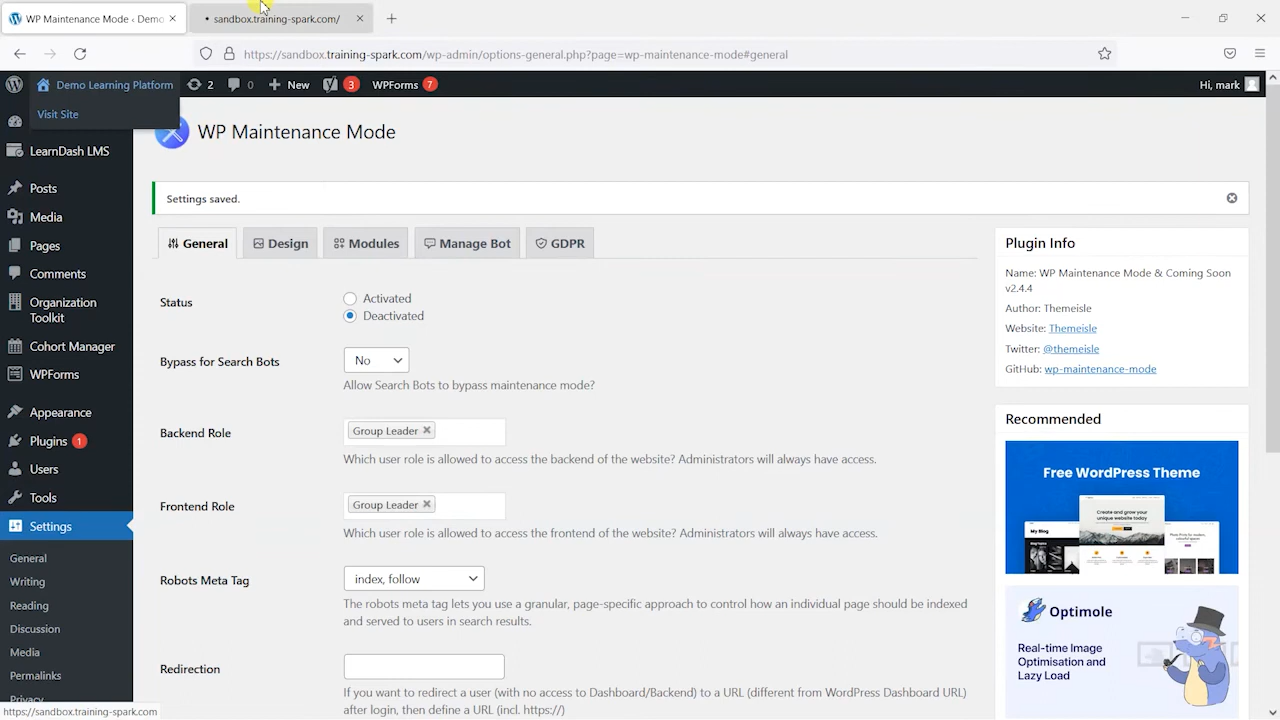 WP Maintenance Mode ‹ Demo
sandbox.training-spark.com/
https://sandbox.training-spark.com/wp-admin/options-general.php?page=wp-maintenance-mode#general
Demo Learning Platform
2
0
New
3
WPForms 7
Hi, mark
Visit Site
WP Maintenance Mode
LearnDash LMS
Posts
Media
Pages
Comments
Organization
Toolkit
Cohort Manager
WPForms
Appearance
Plugins 1
Users
Tools
Settings
General
Writing
Reading
Discussion
Media
Permalinks
Privacy
https://sandbox.training-spark.com
Settings saved.
General
Design
Modules
Manage Bot
GDPR
Status
Activated
Deactivated
Bypass for Search Bots
No
Allow Search Bots to bypass maintenance mode?
Backend Role
Group Leader
Which user role is allowed to access the backend of the website? Administrators will always have access.
Frontend Role
Group Leader
Which user role is allowed to access the frontend of the website? Administrators will always have access.
Robots Meta Tag
index, follow
The robots meta tag lets you use a granular, page-specific approach to control how an individual page should be indexed
and served to users in search results.
Redirection
If you want to redirect a user (with no access to Dashboard/Backend) to a URL (different from WordPress Dashboard URL)
after login, then define a URL (incl. https://)
Plugin Info
Name: WP Maintenance Mode & Coming Soon
v2.4.4
Author: Themeisle
Website: Themeisle
Twitter: @themeisle
GitHub: wp-maintenance-mode
Recommended
Free WordPress Theme
My Blog
Create and grow your
unique website today
Optimole
Real-time Image
Optimisation and
Lazy Load